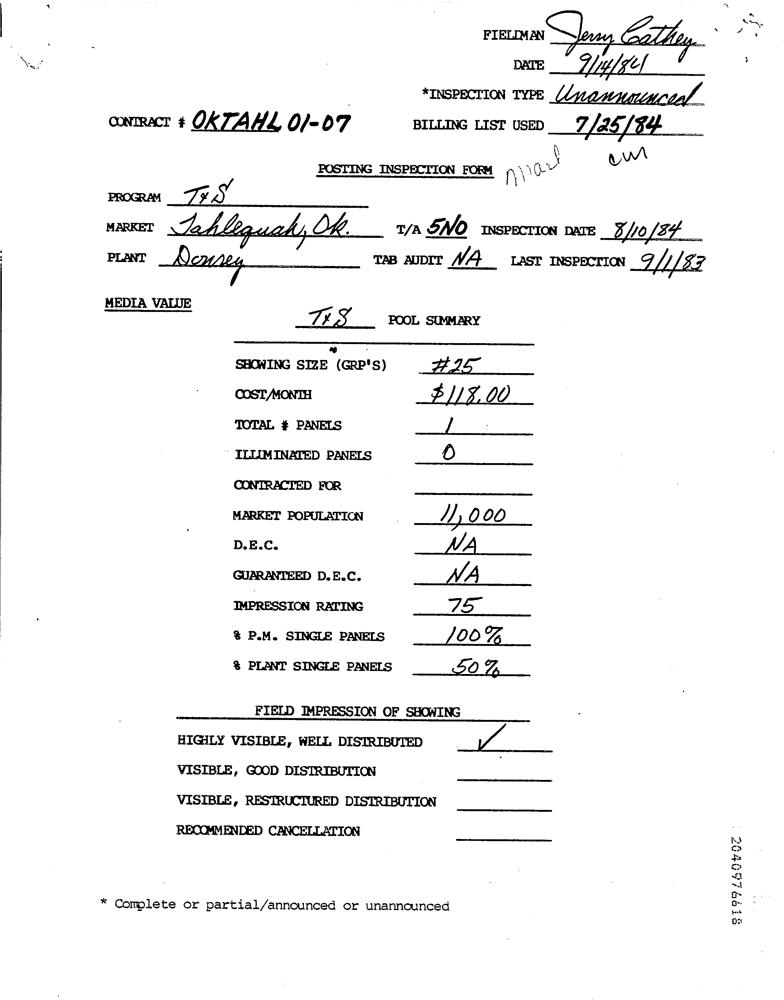 FIELDMAN Jerry Cathey
DATE 9/14/84
*INSPECTION TYPE Unannounced
CONTRACT # OKTAHL 01-07 BILLING LIST USED 7/25/84
POSTING INSPECTION FORM
PROGRAM T&S
MARKET Tahlequah, Ok. T/A 5NO INSPECTION DATE 8/10/84
PLANT Donrey TAB AUDIT NA LAST INSPECTION 9/1/83
MEDIA VALUE
T&S POOL SUMMARY
SHOWING SIZE (GRP'S) #25
COST/MONTH $118.00
TOTAL # PANELS 1
ILLUMINATED PANELS 0
CONTRACTED FOR
MARKET POPULATION 11,000
D.E.C. NA
GUARANTEED D.E.C. NA
IMPRESSION RATING 75
% P.M. SINGLE PANELS 100%
% PLANT SINGLE PANELS 50%
FIELD IMPRESSION OF SHOWING
HIGHLY VISIBLE, WELL DISTRIBUTED ✓
VISIBLE, GOOD DISTRIBUTION
VISIBLE, RESTRUCTURED DISTRIBUTION
RECOMMENDED CANCELLATION
* Complete or partial/announced or unannounced
2040976618